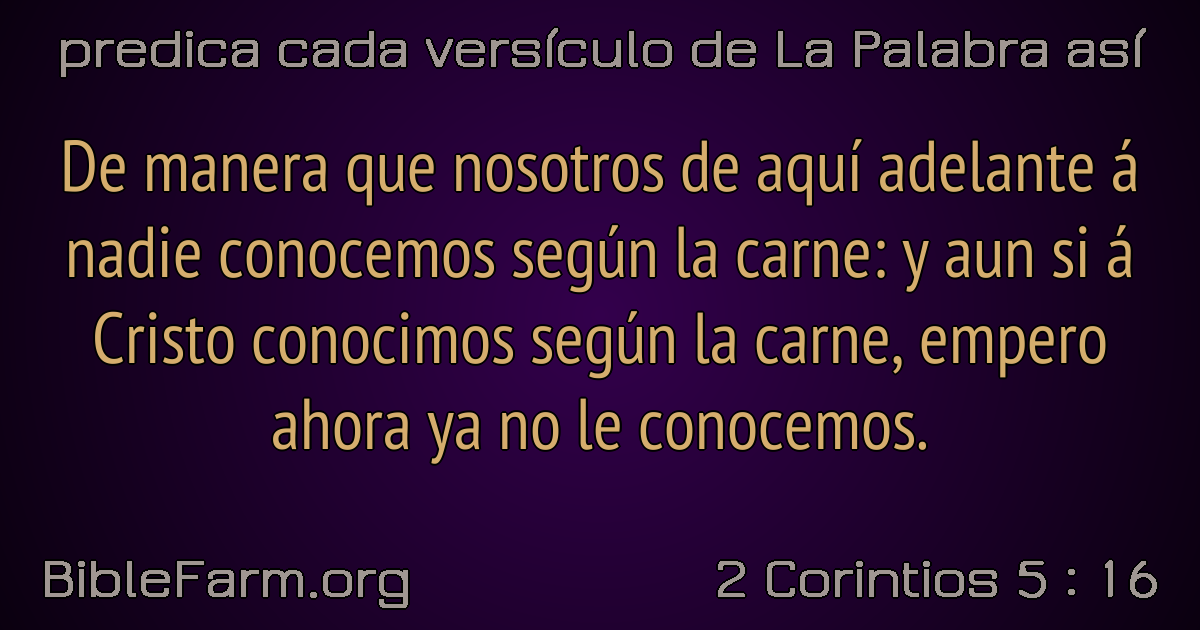 predica cada versículo de La Palabra así
De manera que nosotros de aquí adelante á
nadie conocemos según la carne: y aun si á
Cristo conocimos según la carne, empero
ahora ya no le conocemos.
BibleFarm.org
2 Corintios 5 : 16